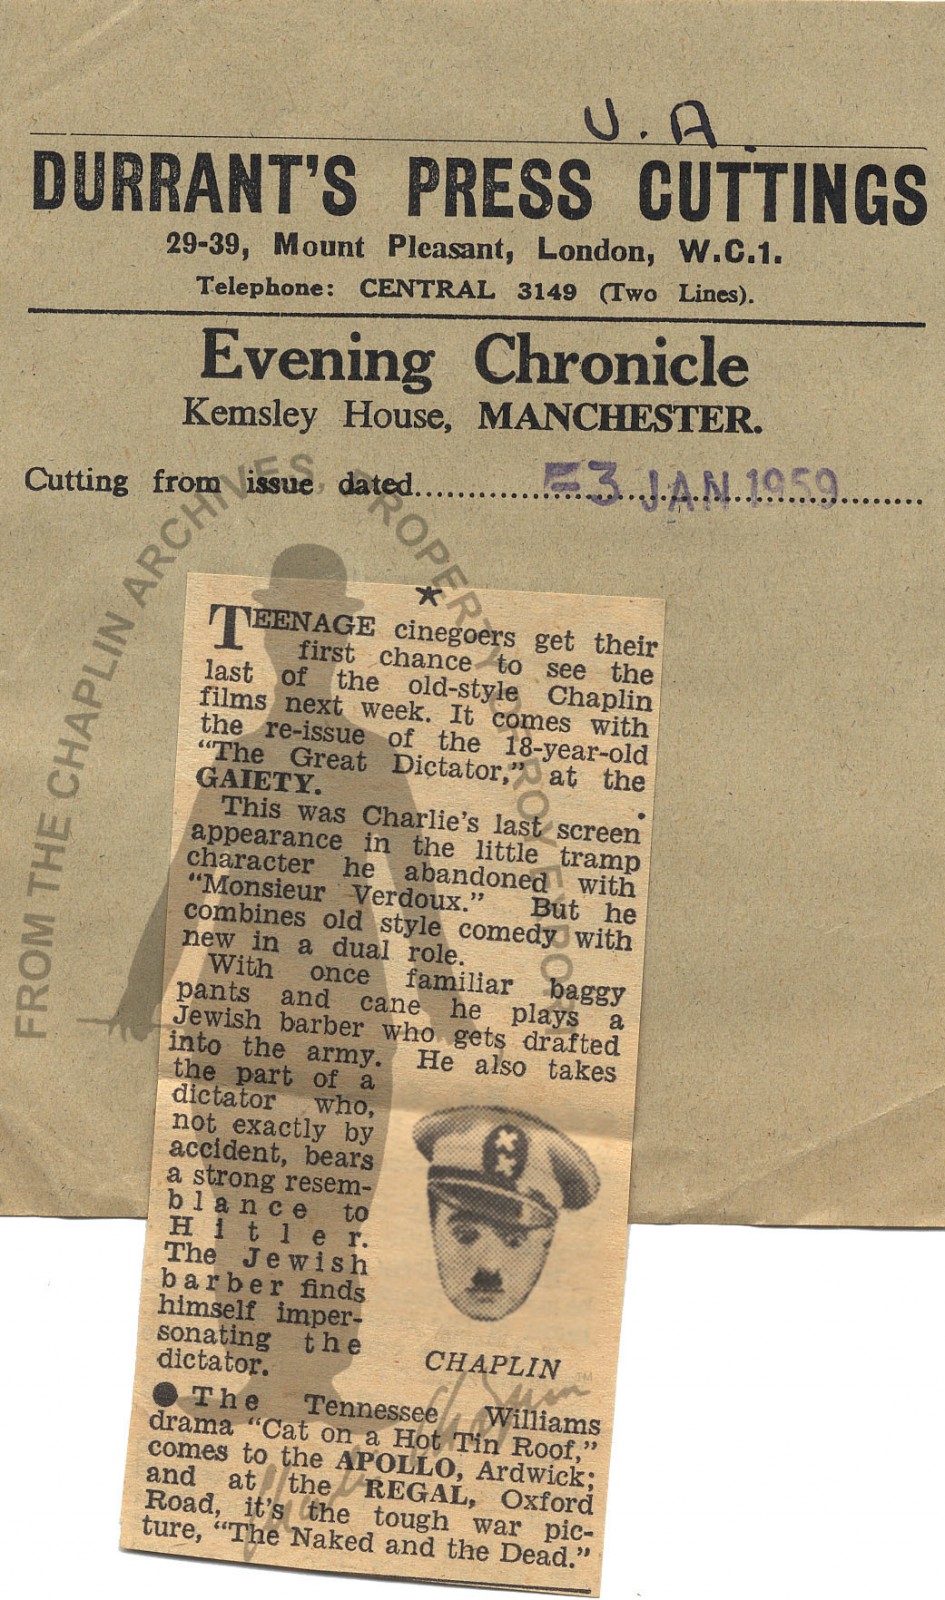 U.A.
DURRANT'S PRESS CUTTINGS
29-39, Mount Pleasant, London, W.C.1.
Telephone: CENTRAL 3149 (Two Lines).
Evening Chronicle
Kemsley House, MANCHESTER.
Cutting from issue dated.......... -3 JAN 1959
FROM THE CHAPLIN ARCHIVES, PROPERTY OF ROY EXPORT
TEENAGE cinegoers get their
first chance to see the
last of the old-style Chaplin
films next week. It comes with
the re-issue of the 18-year-old
"The Great Dictator," at the
GAIETY.
This was Charlie's last screen
appearance in the little tramp
character he abandoned with
"Monsieur Verdoux." But he
combines old style comedy with
new in a dual role.
With once familiar baggy
pants and cane he plays a
Jewish barber who gets drafted
into the army. He also takes
the part of a
dictator who,
not exactly by
accident, bears
a strong resem-
blance to
Hitler.
The Jewish
barber finds
himself imper-
sonating the
dictator.
CHAPLIN
● The Tennessee Williams
drama "Cat on a Hot Tin Roof,"
comes to the APOLLO, Ardwick;
and at the REGAL, Oxford
Road, it's the tough war pic-
ture, "The Naked and the Dead."
Charlie Chaplin